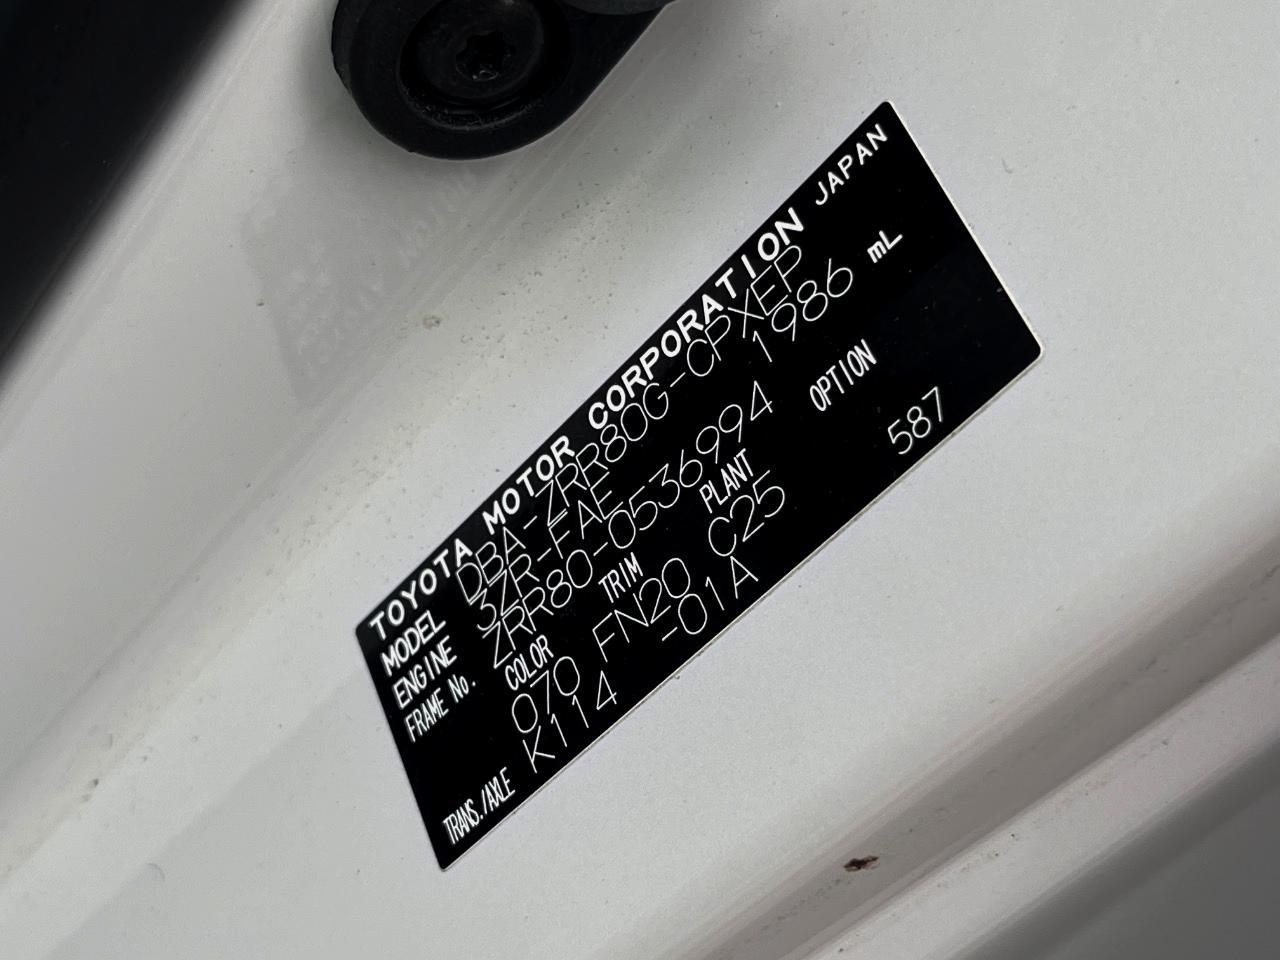 TOYOTA MOTOR CORPORATION JAPAN
MODEL DBA-ZRR80G-CPXEP
ENGINE 3ZR-FAE 1986 mL
FRAME No. ZRR80-0536994
COLOR TRIM PLANT OPTION
070 FN20 C25 587
TRANS./AXLE K114 -01A